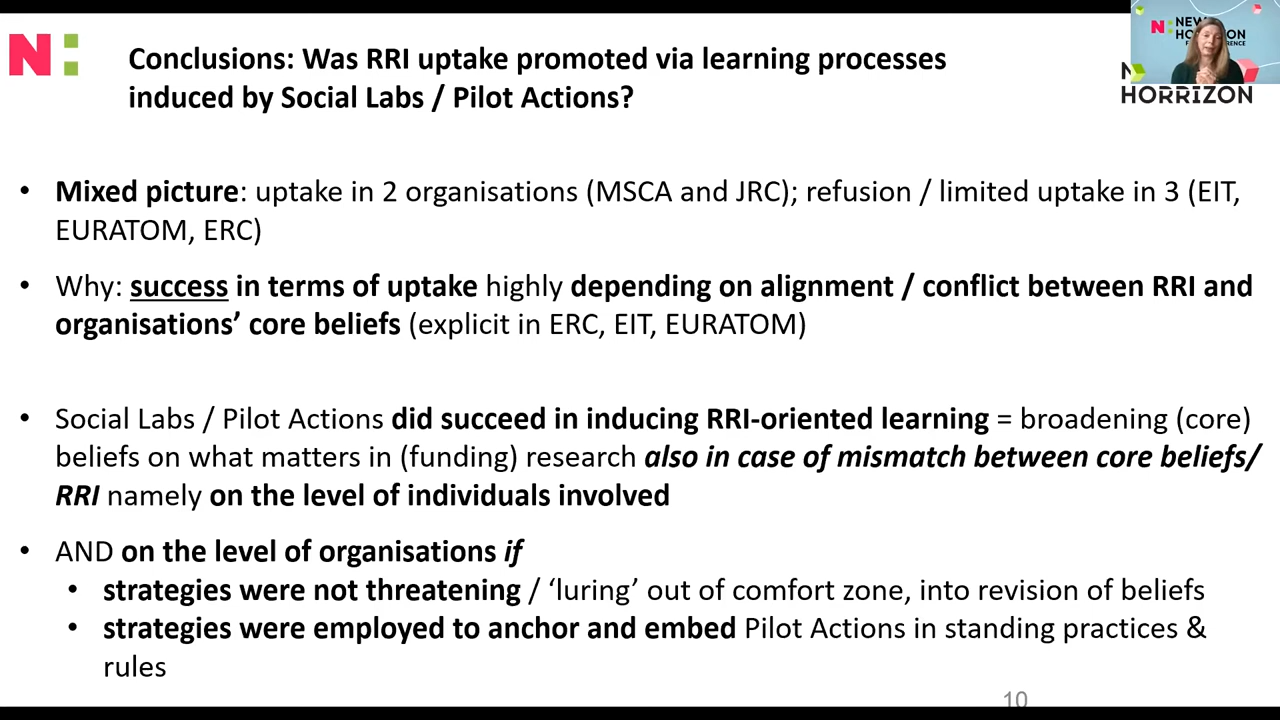 N:
Conclusions: Was RRI uptake promoted via learning processes
induced by Social Labs / Pilot Actions?
N: NEW
HORIZON
HORRIZON
• Mixed picture: uptake in 2 organisations (MSCA and JRC); refusion / limited uptake in 3 (EIT,
EURATOM, ERC)
• Why: success in terms of uptake highly depending on alignment / conflict between RRI and
organisations’ core beliefs (explicit in ERC, EIT, EURATOM)
• Social Labs / Pilot Actions did succeed in inducing RRI-oriented learning = broadening (core)
beliefs on what matters in (funding) research also in case of mismatch between core beliefs/
RRI namely on the level of individuals involved
• AND on the level of organisations if
• strategies were not threatening / ‘luring’ out of comfort zone, into revision of beliefs
• strategies were employed to anchor and embed Pilot Actions in standing practices &
rules
10